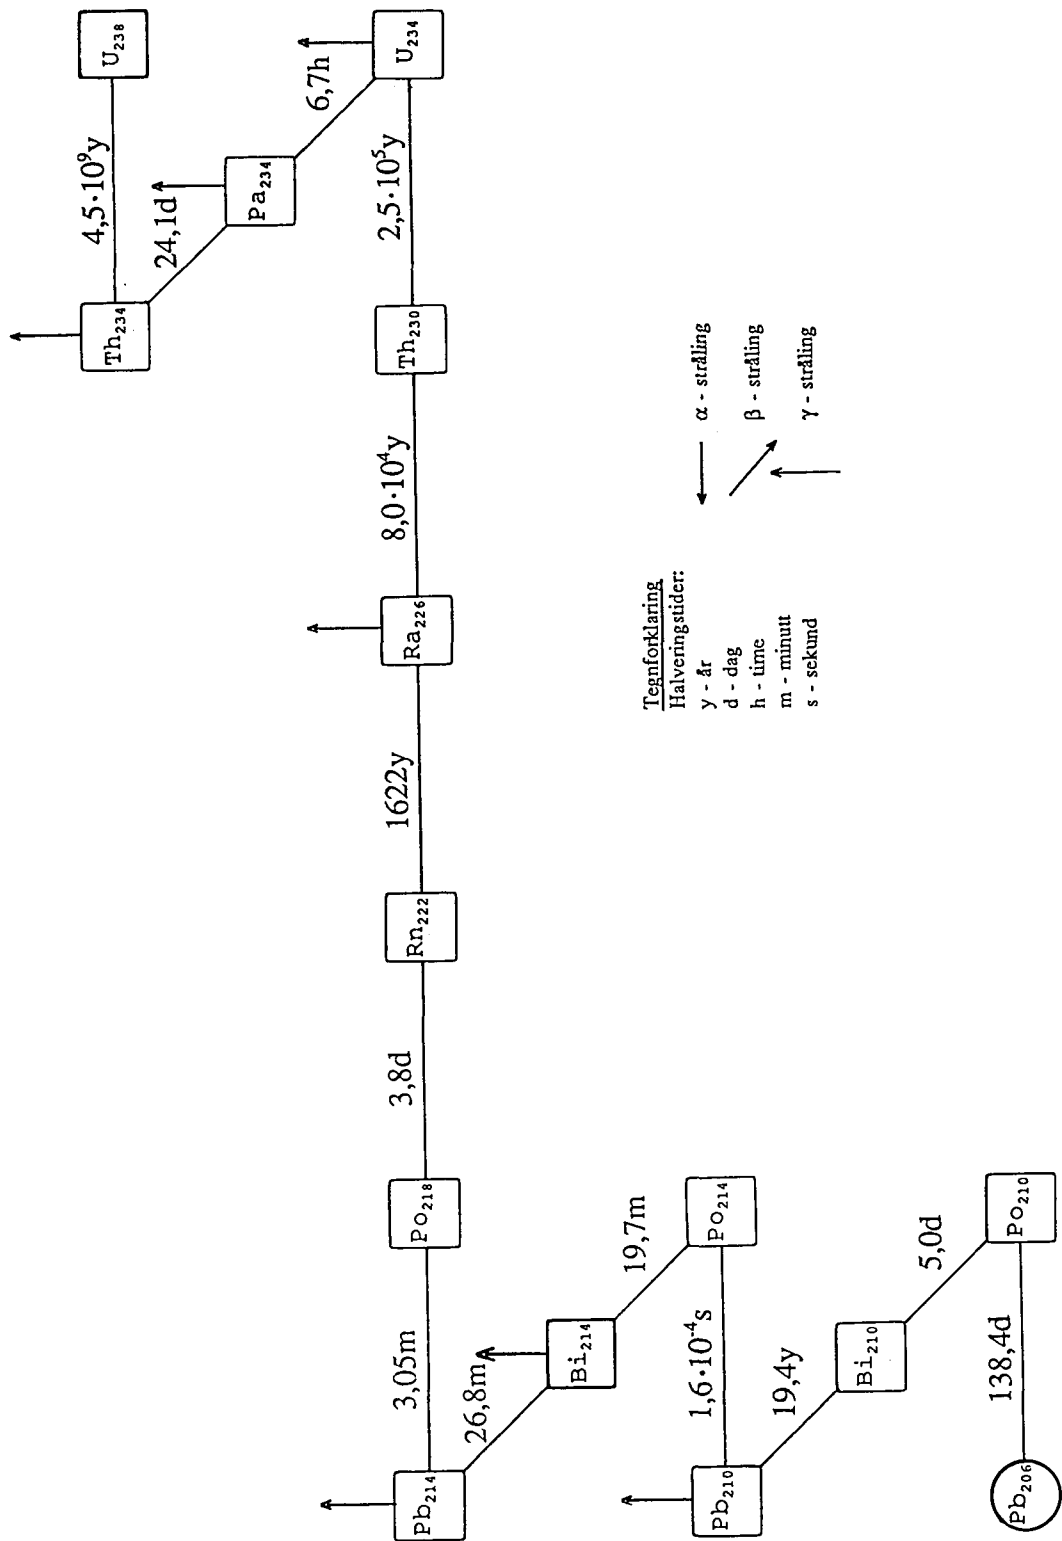 U238
4,5·10⁹y
Th234
24,1d
Pa234
6,7h
U234
2,5·10⁵y
Th230
8,0·10⁴y
Ra226
1622y
Rn222
3,8d
Po218
3,05m
Pb214
26,8m
Bi214
19,7m
Po214
1,6·10⁻⁴s
Pb210
19,4y
Bi210
5,0d
Po210
138,4d
Pb206
Tegnforklaring
Halveringstider:
y - år
d - dag
h - time
m - minutt
s - sekund
α - stråling
β - stråling
γ - stråling